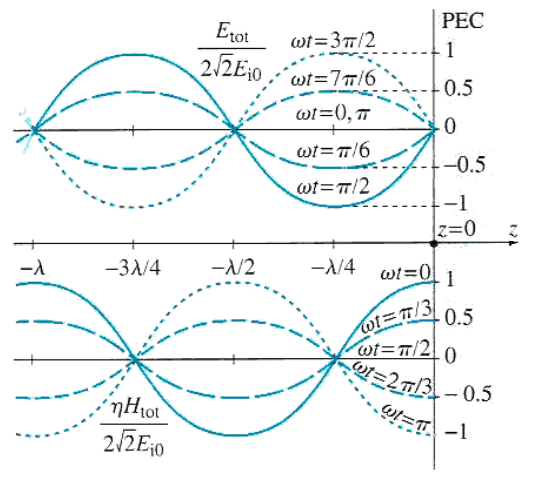 PEC
E_tot / 2√2E_i0
ωt=3π/2
1
ωt=7π/6
0.5
ωt=0, π
0
ωt=π/6
−0.5
ωt=π/2
−1
z=0
z
−λ −3λ/4 −λ/2 −λ/4
ωt=0
1
ωt=π/3
0.5
ωt=π/2
0
ωt=2π/3
−0.5
ηH_tot / 2√2E_i0
ωt=π
−1